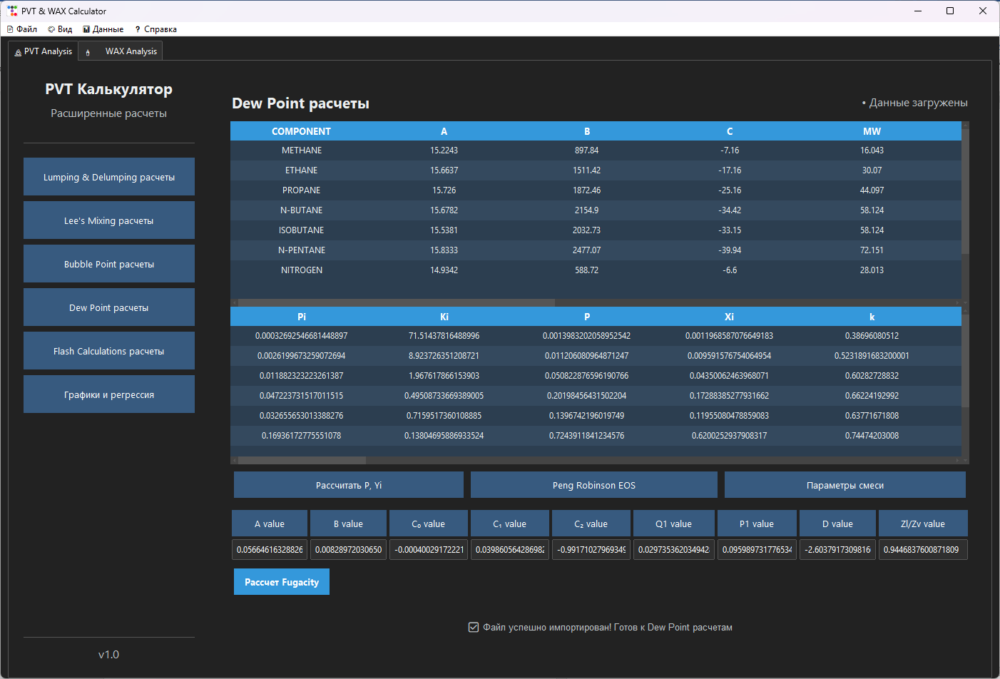 PVT & WAX Calculator
Файл Вид Данные ? Справка
PVT Analysis WAX Analysis
PVT Калькулятор
Расширенные расчеты
Lumping & Delumping расчеты
Lee's Mixing расчеты
Bubble Point расчеты
Dew Point расчеты
Flash Calculations расчеты
Графики и регрессия
v1.0
Dew Point расчеты
• Данные загружены
COMPONENT A B C MW
METHANE 15.2243 897.84 -7.16 16.043
ETHANE 15.6637 1511.42 -17.16 30.07
PROPANE 15.726 1872.46 -25.16 44.097
N-BUTANE 15.6782 2154.9 -34.42 58.124
ISOBUTANE 15.5381 2032.73 -33.15 58.124
N-PENTANE 15.8333 2477.07 -39.94 72.151
NITROGEN 14.9342 588.72 -6.6 28.013
Pi Ki P Xi k
0.00032692546681448897 71.51437816488996 0.0013983202058952542 0.0011968587076649183 0.38696080512
0.0026199673259072694 8.923726351208721 0.011206080964871247 0.009591576754064954 0.5231891683200001
0.011882323223261387 1.967617866153903 0.050822876596190766 0.04350062463968071 0.60282728832
0.047223731517011515 0.49508733669389005 0.20198456431502204 0.17288385277931662 0.66224192992
0.032655653013388276 0.7159517360108885 0.1396742196019749 0.11955080478859083 0.63771671808
0.16936172775551078 0.13804695886933524 0.7243911841234576 0.6200252937908317 0.74474203008
Рассчитать P, Yi Peng Robinson EOS Параметры смеси
A value B value C₀ value C₁ value C₂ value Q1 value P1 value D value Zl/Zv value
0.05664616328826 0.00828972030650 -0.00040029172221 0.03986056428698 -0.99171027969349 0.029735362034942 0.095989731776534 -2.603791730981 0.9446837600871809
Рассчет Fugacity
Файл успешно импортирован! Готов к Dew Point расчетам